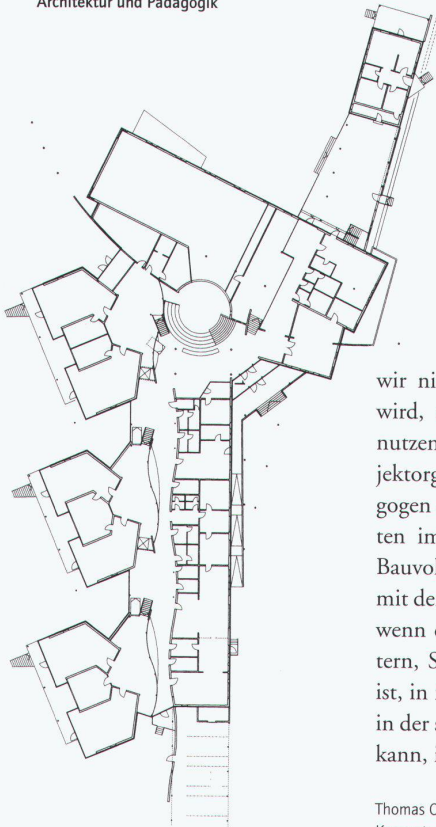 Architektur und Pädagogik
wir ni
wird,
nutzen
jektorg
gogen
ten im
Bauvol
mit de
wenn d
tern, S
ist, in
in der a
kann, i
Thomas C